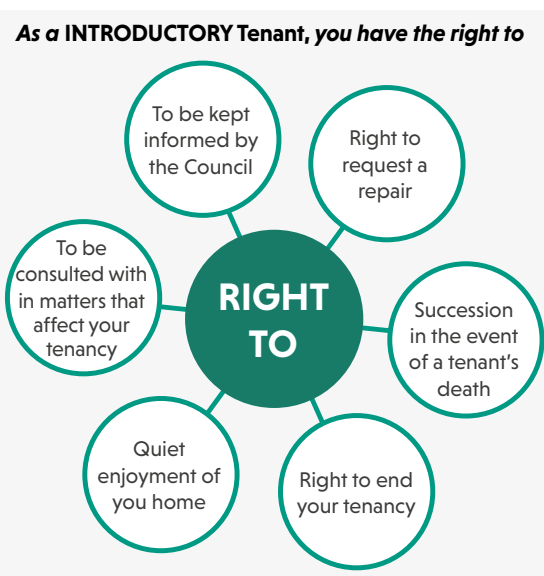 As a INTRODUCTORY Tenant, you have the right to
To be kept
informed by
the Council
Right to
request a
repair
To be
consulted with
in matters that
affect your
tenancy
RIGHT
TO
Succession
in the event
of a tenant's
death
Quiet
enjoyment of
you home
Right to end
your tenancy